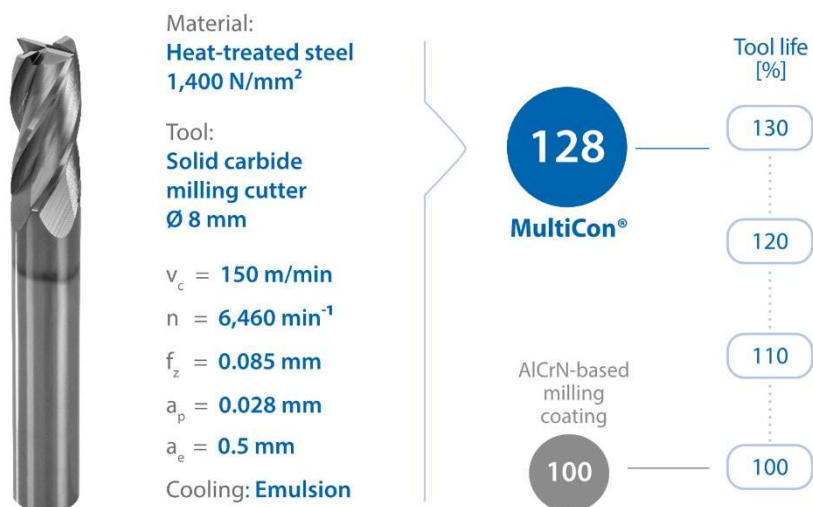 Material:
Heat-treated steel
1,400 N/mm²
Tool:
Solid carbide
milling cutter
Ø 8 mm
v_c = 150 m/min
n = 6,460 min⁻¹
f_z = 0.085 mm
a_p = 0.028 mm
a_e = 0.5 mm
Cooling: Emulsion
128
MultiCon®
AlCrN-based
milling
coating
100
Tool life
[%]
130
120
110
100